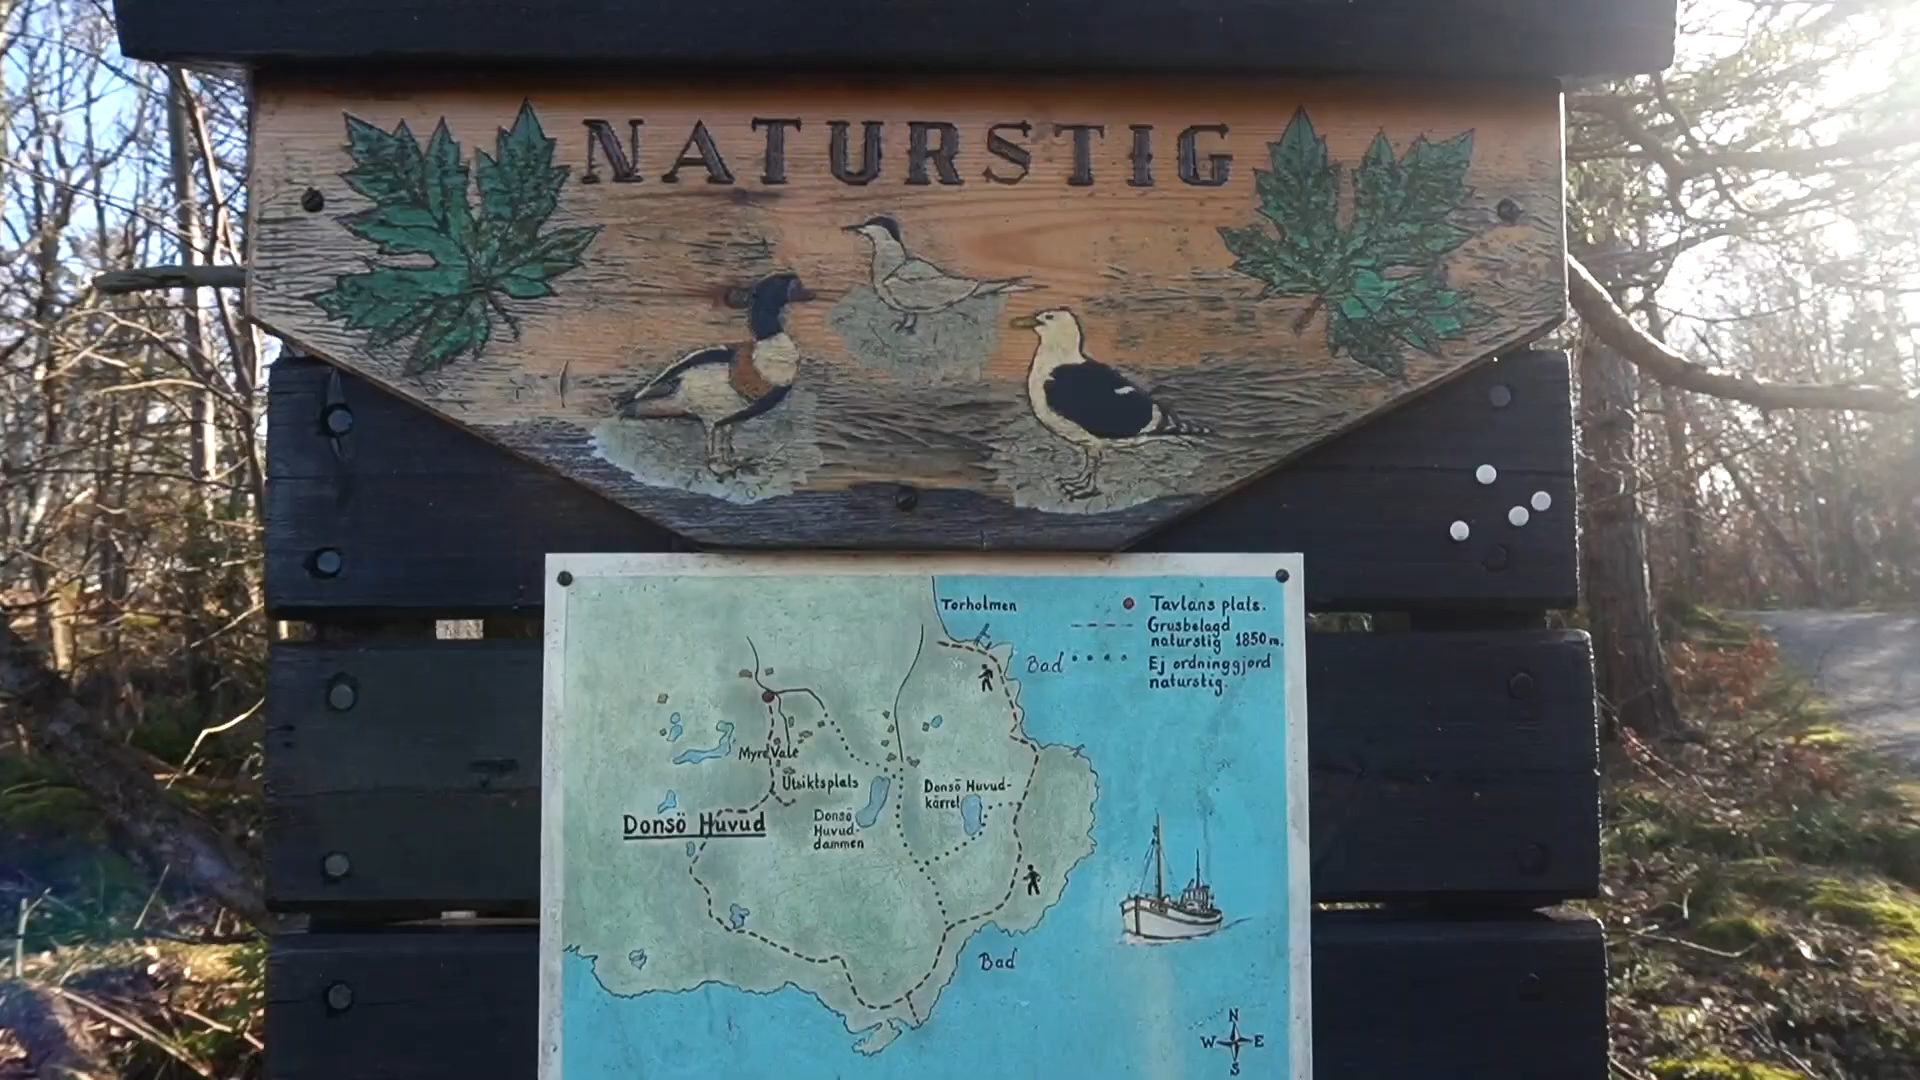 NATURSTIG
Torholmen
Tavlans plats.
Grusbelagd
naturstig 1850 m.
Bad
Ej ordninggjord
naturstig.
Myre Vale
Utsiktsplats
Donsö Huvud-
kärret
Donsö Huvud
Donsö
Huvud-
dammen
Bad
N
W E
S